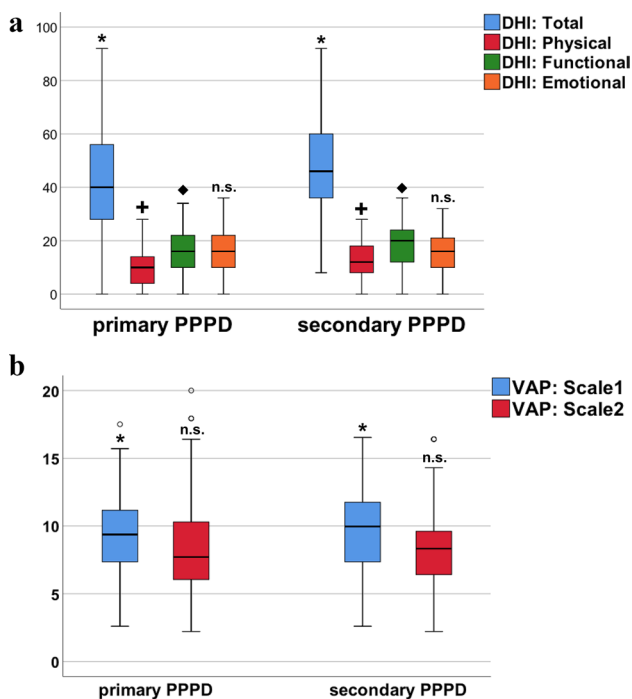 a
100
80
60
40
20
0
* + ◆ n.s.
* + ◆ n.s.
DHI: Total
DHI: Physical
DHI: Functional
DHI: Emotional
primary PPPD secondary PPPD
b
20
15
10
5
0
* n.s.
* n.s.
VAP: Scale1
VAP: Scale2
primary PPPD secondary PPPD